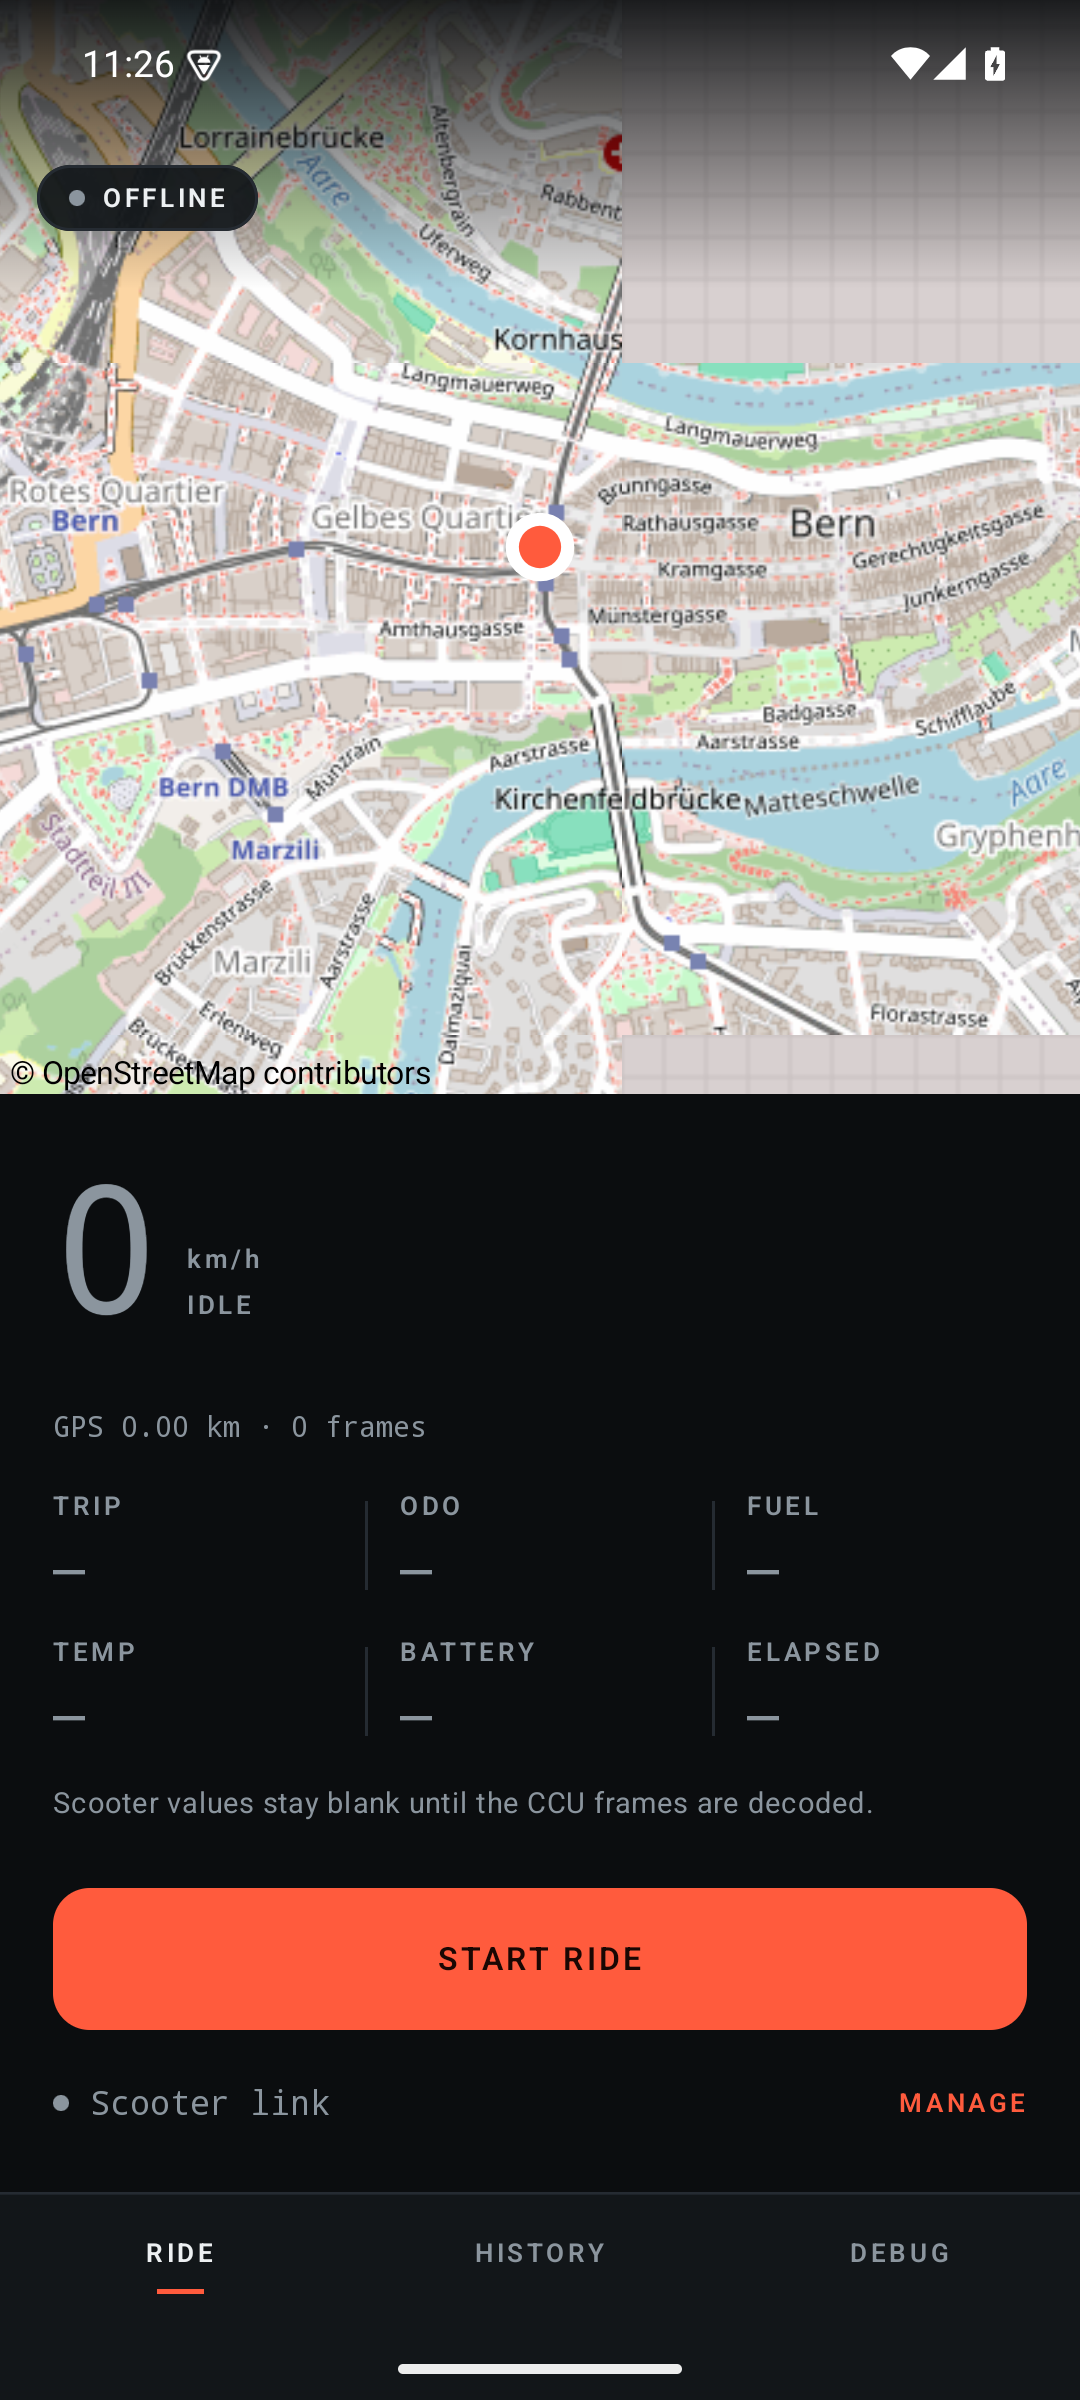 11:26
Lorrainebrücke
Altenbergrain
Aare
OFFLINE
Rabbent
Uferweg
Kornhaus
Langmauerweg
Langmauerweg
Brunngasse
Rotes Quartier
Bern
Gelbes Quarti
Rathausgasse
Bern
Gerechtigkeitsgasse
Kramgasse
Junkerngasse
Amthausgasse
Münstergasse
Badgasse
Schifflaube
Aarstrasse
Aarstrasse
Münzrain
Bern DMB
Kirchenfeldbrücke
Matteschwelle
Aare
Marzili
Gryphenh
Stadtteil III
Brückenstrasse
Aarstrasse
Marzili
Dalmaziquai
Erlenweg
Florastrasse
© OpenStreetMap contributors
0
km/h
IDLE
GPS 0.00 km · 0 frames
TRIP
ODO
FUEL
—
—
—
TEMP
BATTERY
ELAPSED
—
—
—
Scooter values stay blank until the CCU frames are decoded.
START RIDE
Scooter link
MANAGE
RIDE
HISTORY
DEBUG